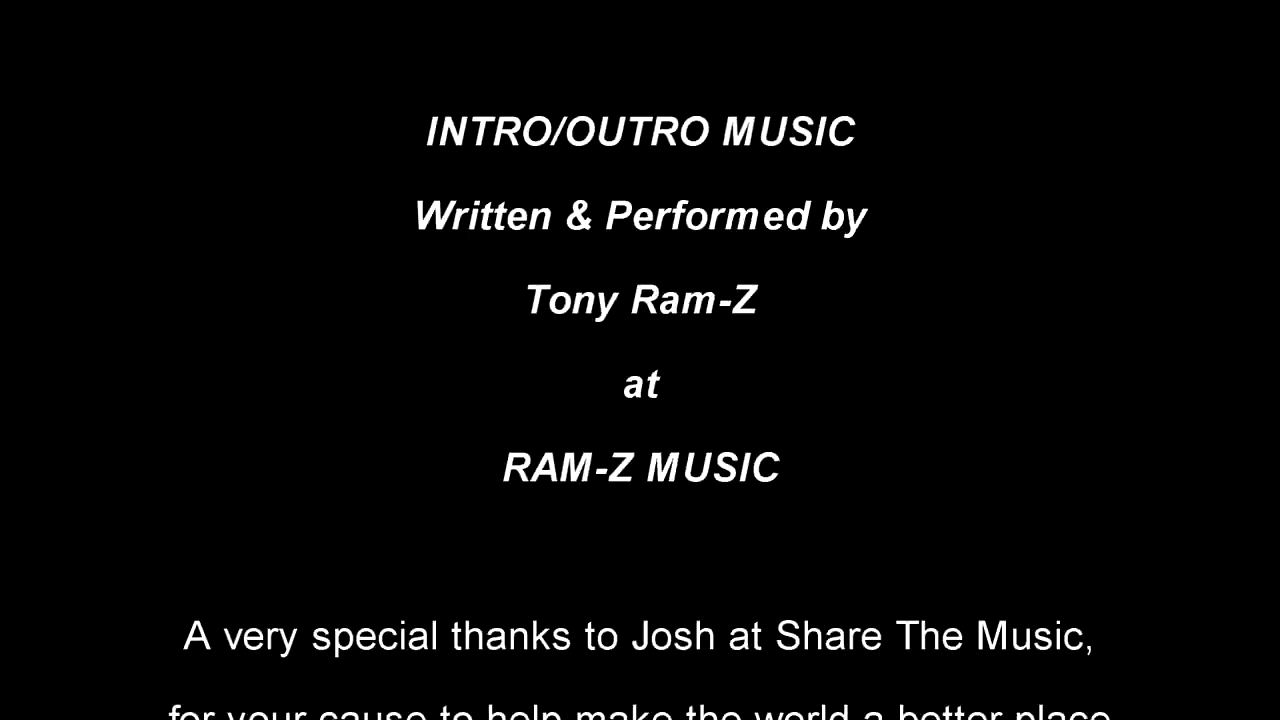 INTRO/OUTRO MUSIC
Written & Performed by
Tony Ram-Z
at
RAM-Z MUSIC
A very special thanks to Josh at Share The Music,
for your cause to help make the world a better place